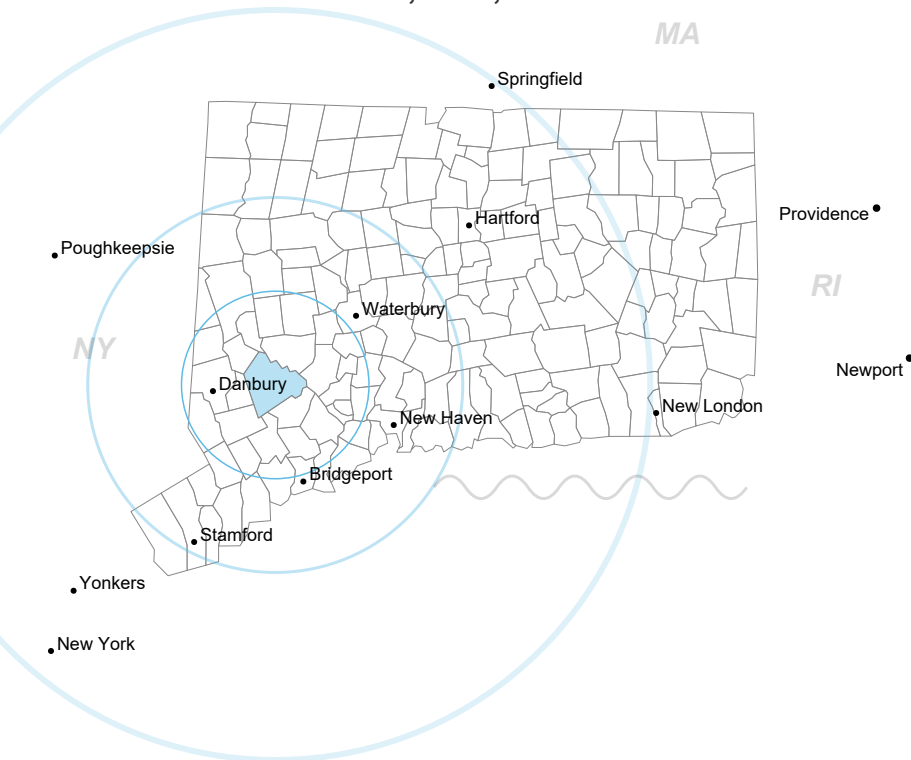 MA
Springfield
Hartford
Providence
Poughkeepsie
RI
Waterbury
NY
Newport
Danbury
New London
New Haven
Bridgeport
Stamford
Yonkers
New York